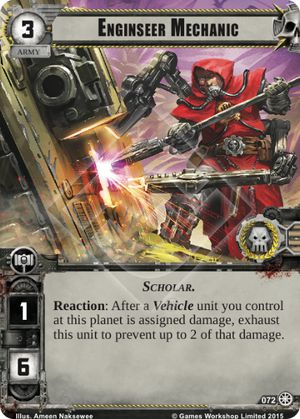 Enginseer Mechanic
3
ARMY
Scholar.
Reaction: After a Vehicle unit you control
at this planet is assigned damage, exhaust
this unit to prevent up to 2 of that damage.
1
6
072
Illus. Ameen Naksewee
© Games Workshop Limited 2015